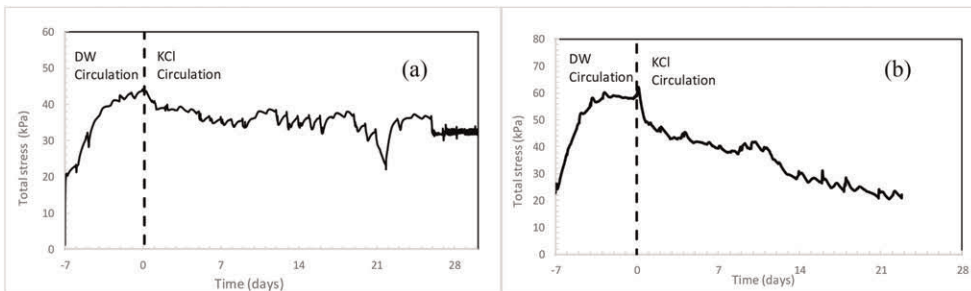 60
50
40
30
20
10
0
Total stress (kPa)
DW
Circulation
KCl
Circulation
(a)
-7 0 7 14 21 28
Time (days)
80
70
60
50
40
30
20
10
0
Total stress (kPa)
DW
Circulation
KCl
Circulation
(b)
-7 0 7 14 21 28
Time (days)